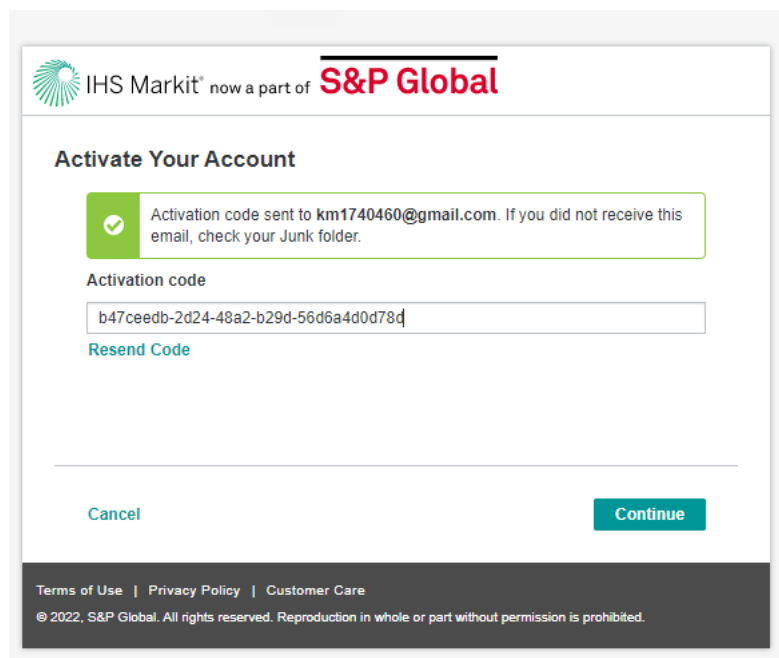 IHS Markit® now a part of S&P Global
Activate Your Account
Activation code sent to km1740460@gmail.com. If you did not receive this
email, check your Junk folder.
Activation code
b47ceedb-2d24-48a2-b29d-56d6a4d0d78d
Resend Code
Cancel
Continue
Terms of Use | Privacy Policy | Customer Care
© 2022, S&P Global. All rights reserved. Reproduction in whole or part without permission is prohibited.